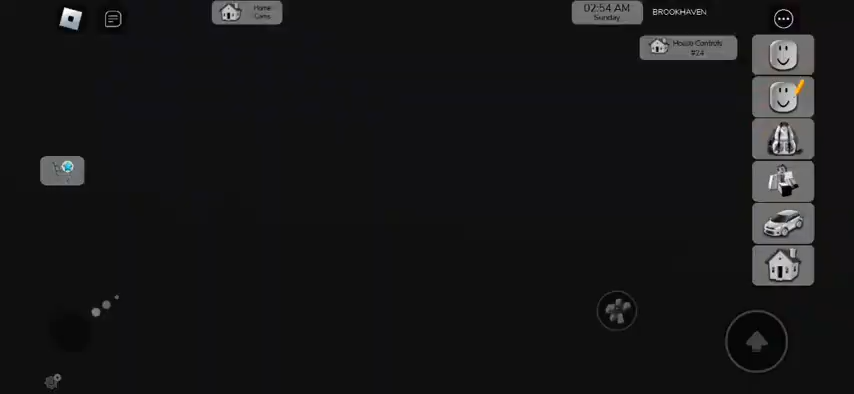 Home
Cams
02:54 AM
Sunday
BROOKHAVEN
House Controls
#24